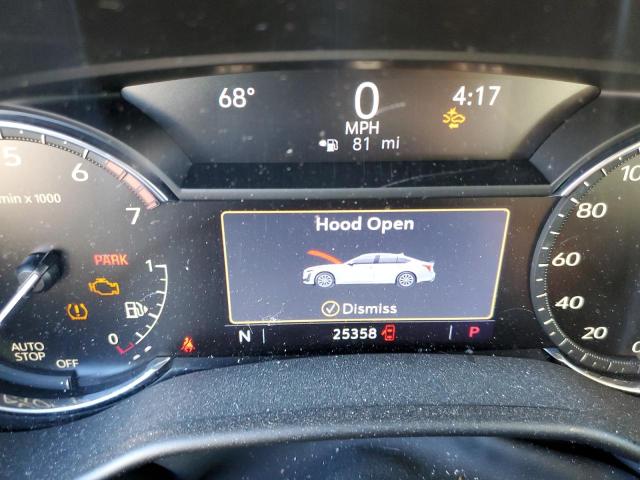 68° 0 4:17
MPH
81 mi
5 6 7
min x 1000
PARK
1
0
AUTO
STOP
OFF
Hood Open
Dismiss
N 25358 P
80
60
40
20
0